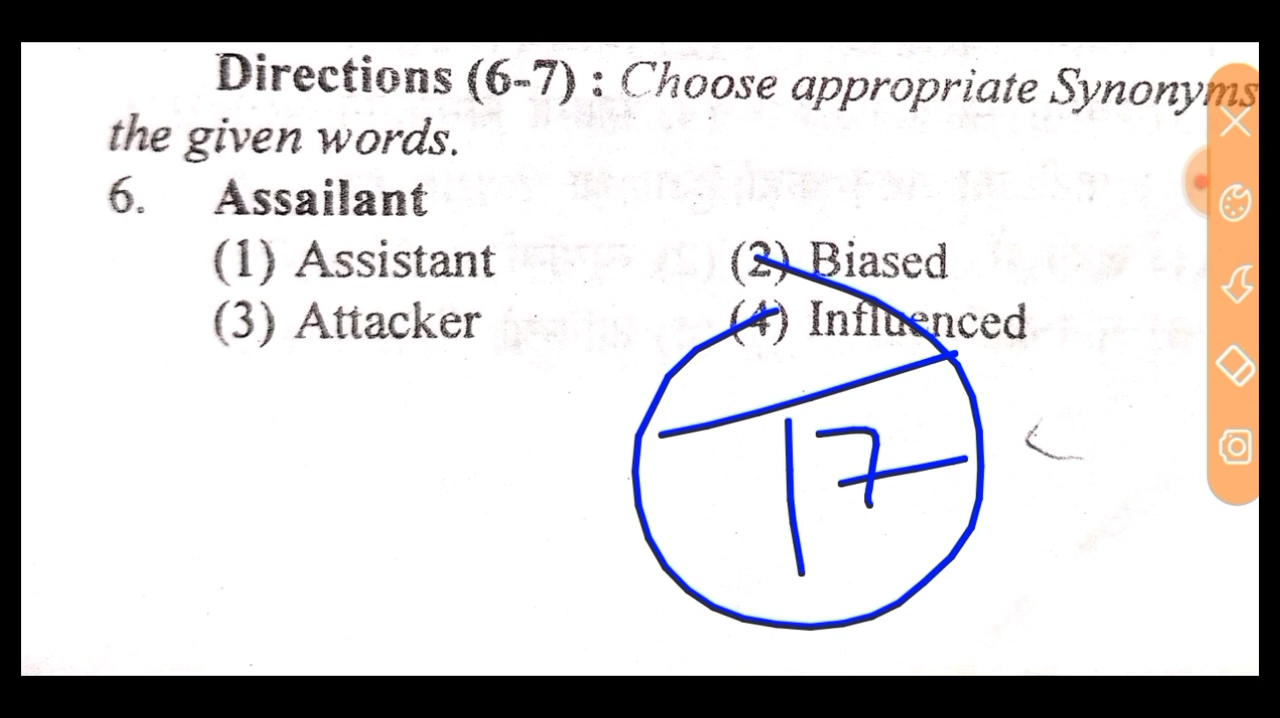 Directions (6-7) : Choose appropriate Synonyms
the given words.
6. Assailant
(1) Assistant (2) Biased
(3) Attacker (4) Influenced
17